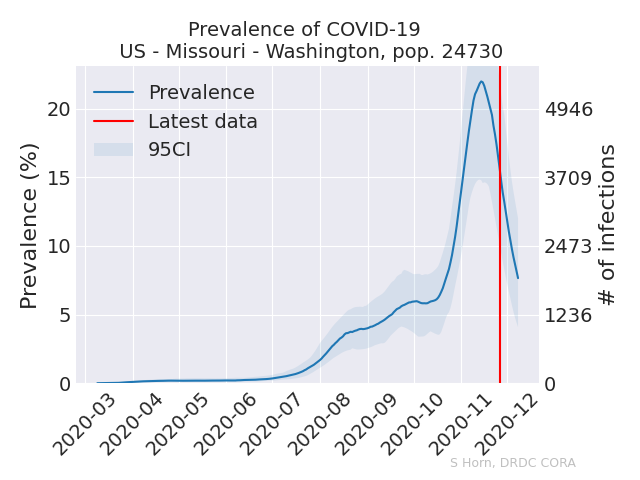 Prevalence of COVID-19
US - Missouri - Washington, pop. 24730
Prevalence
Latest data
95CI
Prevalence (%)
20
15
10
5
0
4946
3709
2473
1236
0
# of infections
2020-03
2020-04
2020-05
2020-06
2020-07
2020-08
2020-09
2020-10
2020-11
2020-12
S Horn, DRDC CORA